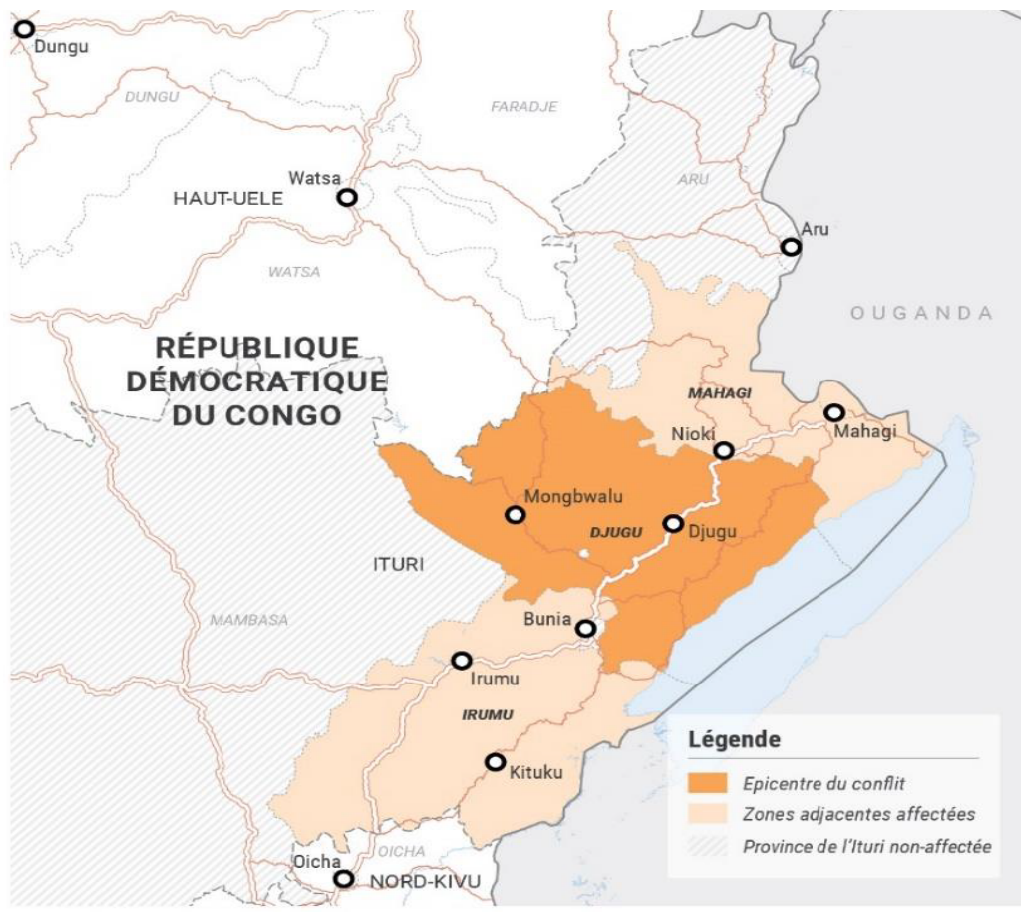 Dungu
DUNGU
FARADJE
Watsa
HAUT-UELE
ARU
Aru
WATSA
OUGANDA
RÉPUBLIQUE
DÉMOCRATIQUE
DU CONGO
MAHAGI
Mahagi
Nioki
Mongbwalu
DJUGU
Djugu
ITURI
MAMBASA
Bunia
Irumu
IRUMU
Kituku
Oicha
OICHA
NORD-KIVU
Légende
Epicentre du conflit
Zones adjacentes affectées
Province de l'Ituri non-affectée